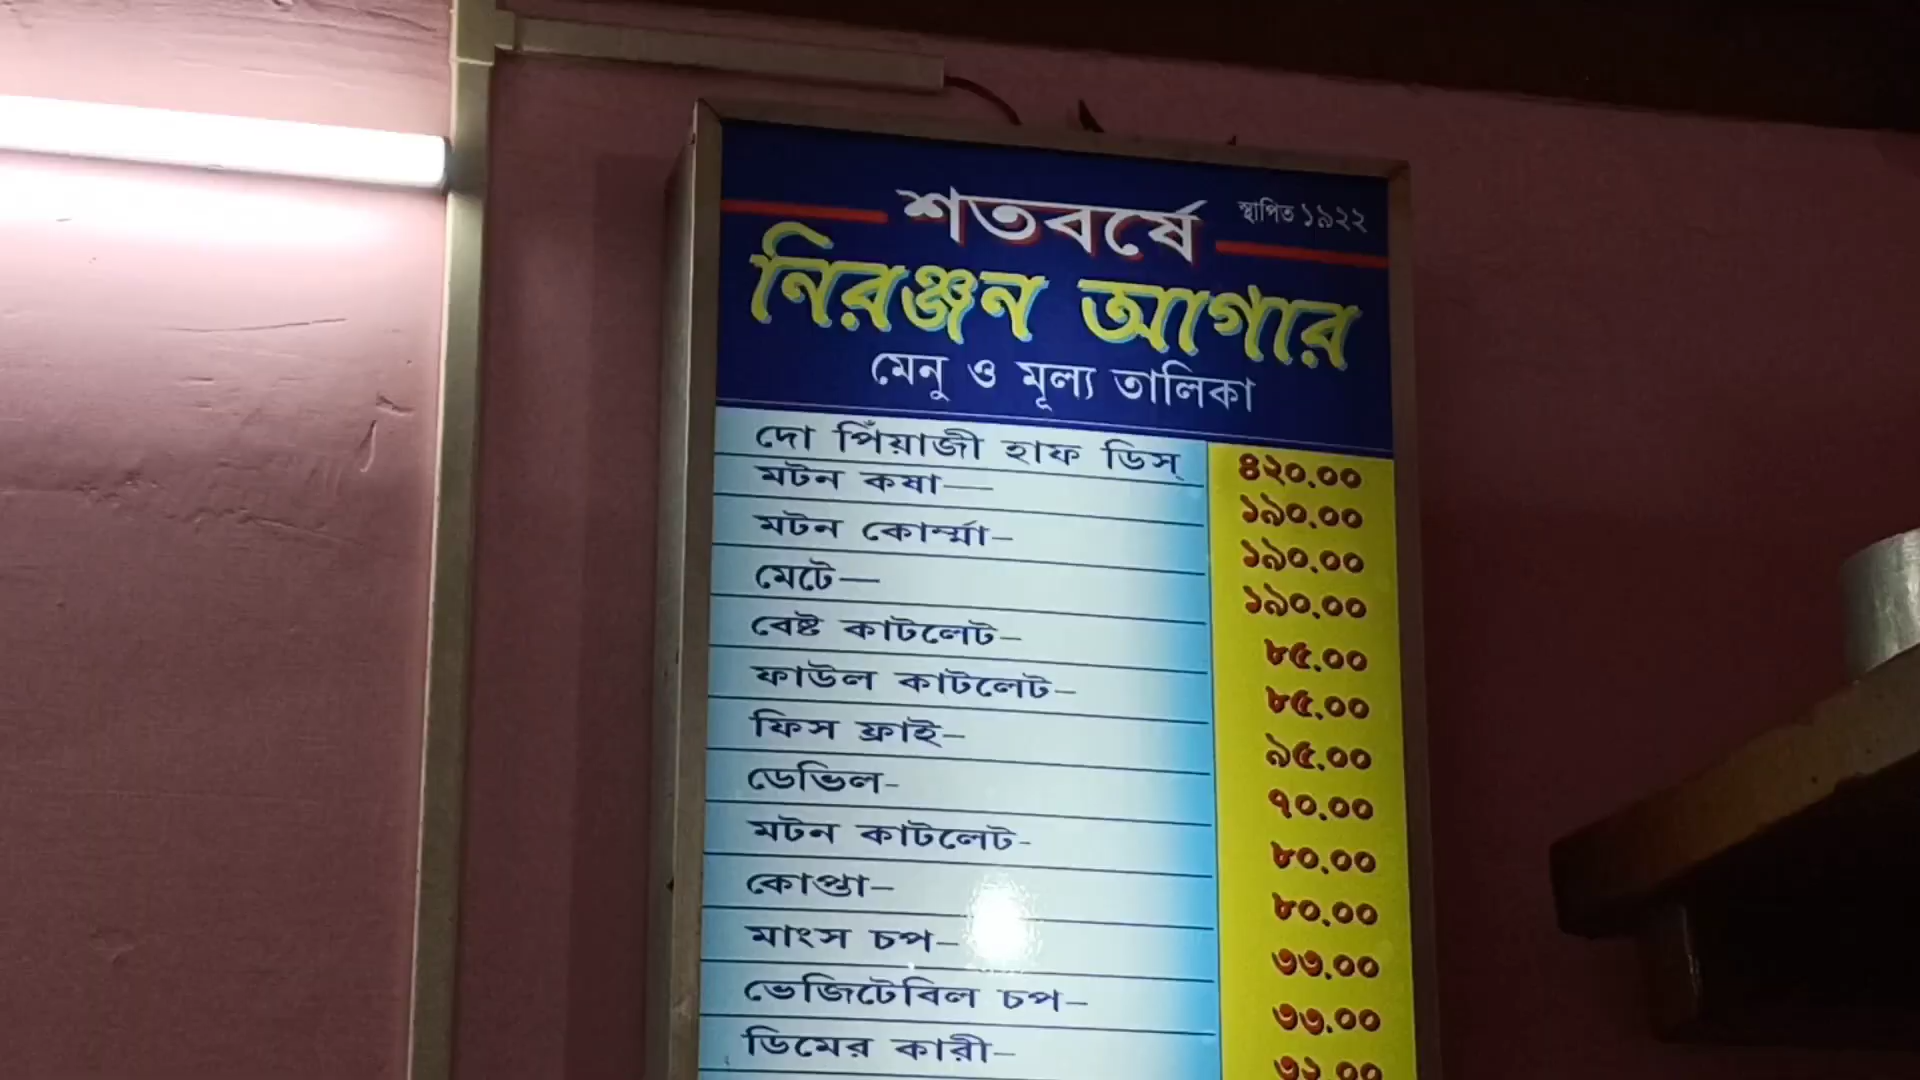 শতবর্ষে
স্থাপিত ১৯২২
নিরঞ্জন আগার
মেনু ও মূল্য তালিকা
দো পিঁয়াজী হাফ ডিস্ ৪২০.০০
মটন কষা— ১৯০.০০
মটন কোর্ম্মা- ১৯০.০০
মেটে— ১৯০.০০
বেষ্ট কাটলেট- ৮৫.০০
ফাউল কাটলেট- ৮৫.০০
ফিস ফ্রাই- ৯৫.০০
ডেভিল- ৭০.০০
মটন কাটলেট- ৮০.০০
কোপ্তা- ৮০.০০
মাংস চপ- ৩৩.০০
ভেজিটেবিল চপ- ৩৩.০০
ডিমের কারী- ৩২.০০